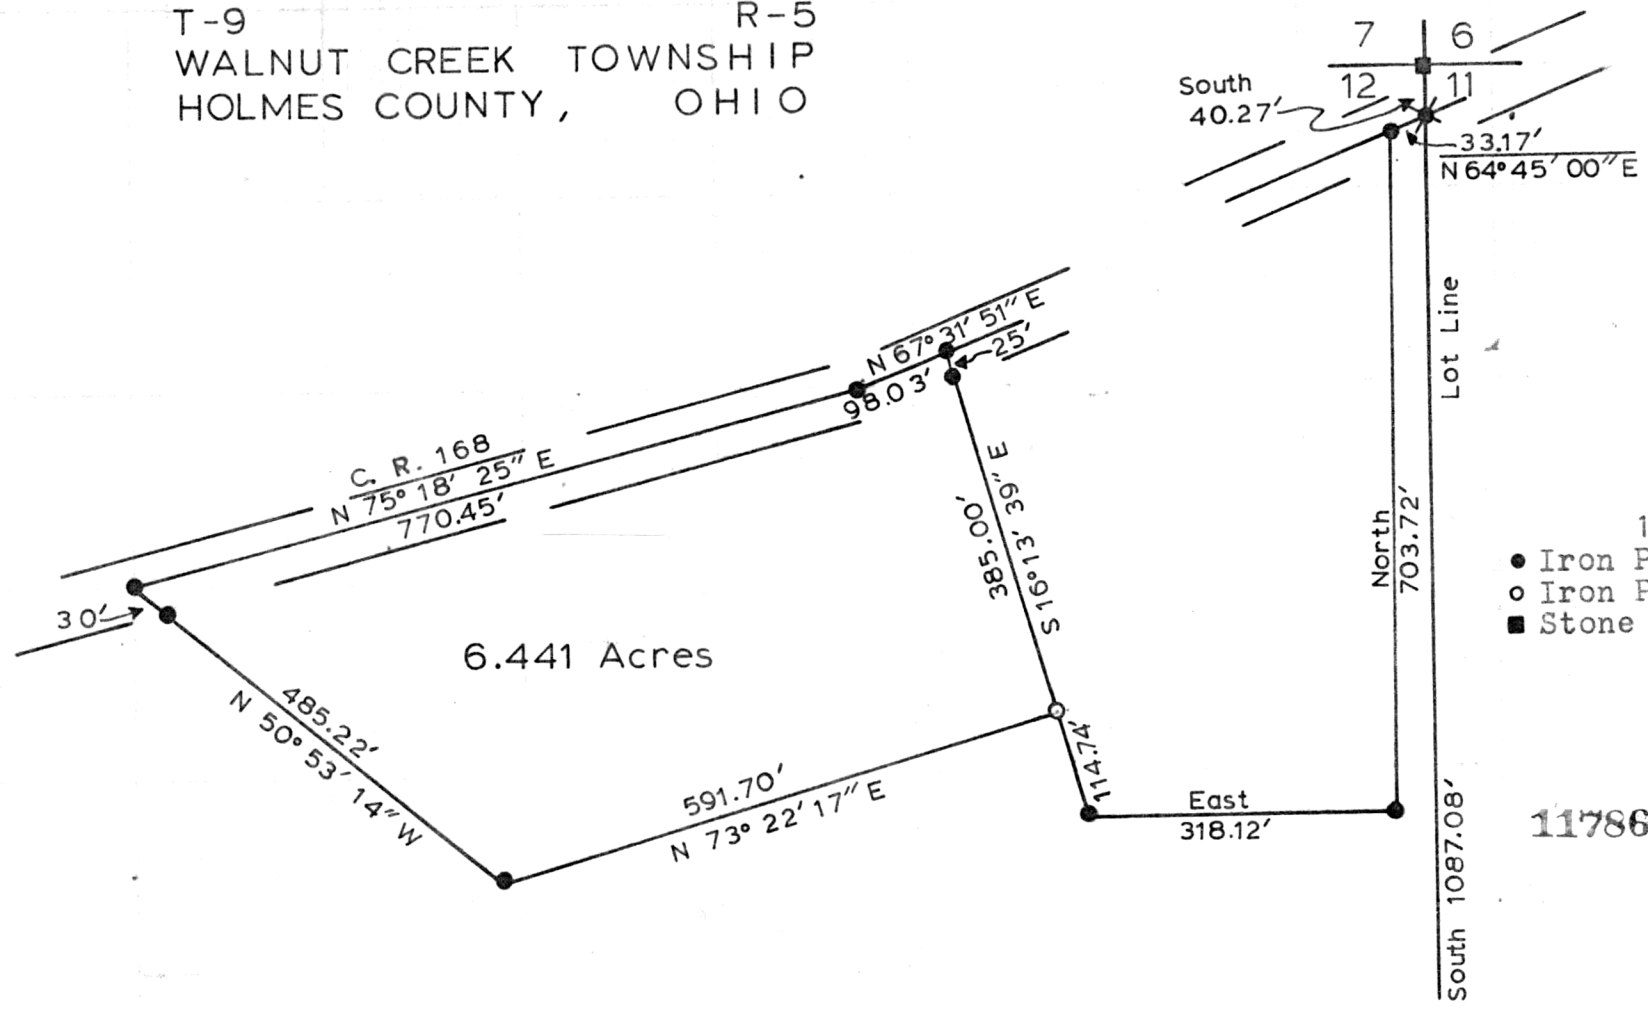 T-9 R-5
WALNUT CREEK TOWNSHIP
HOLMES COUNTY, OHIO
7 6
12 11
South
40.27'
33.17'
N 64° 45' 00" E
N 67° 31' 51" E
25'
98.03'
C. R. 168
N 75° 18' 25" E
770.45'
30'
Lot Line
385.00'
S 16° 13' 39" E
North
703.72'
Iron
Iron
Stone
6.441 Acres
485.22'
N 50° 53' 14" W
591.70'
N 73° 22' 17" E
114.74'
East
318.12'
South 1087.08'
11786